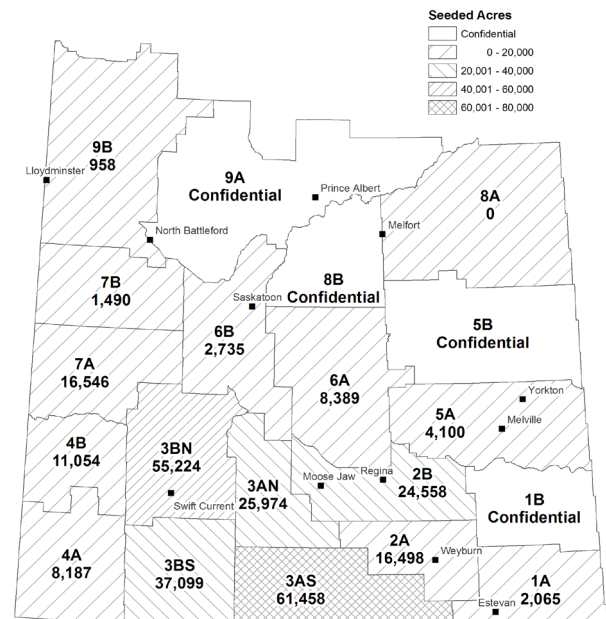 Seeded Acres
Confidential
0 - 20,000
20,001 - 40,000
40,001 - 60,000
60,001 - 80,000
9B
958
Lloydminster
9A
Confidential
Prince Albert
8A
0
North Battleford
Melfort
7B
1,490
8B
Confidential
Saskatoon
6B
2,735
5B
Confidential
7A
16,546
6A
8,389
Yorkton
5A
4,100
Melville
4B
11,054
3BN
55,224
Swift Current
3AN
25,974
Moose Jaw
Regina
2B
24,558
1B
Confidential
4A
8,187
3BS
37,099
3AS
61,458
2A
16,498
Weyburn
1A
2,065
Estevan